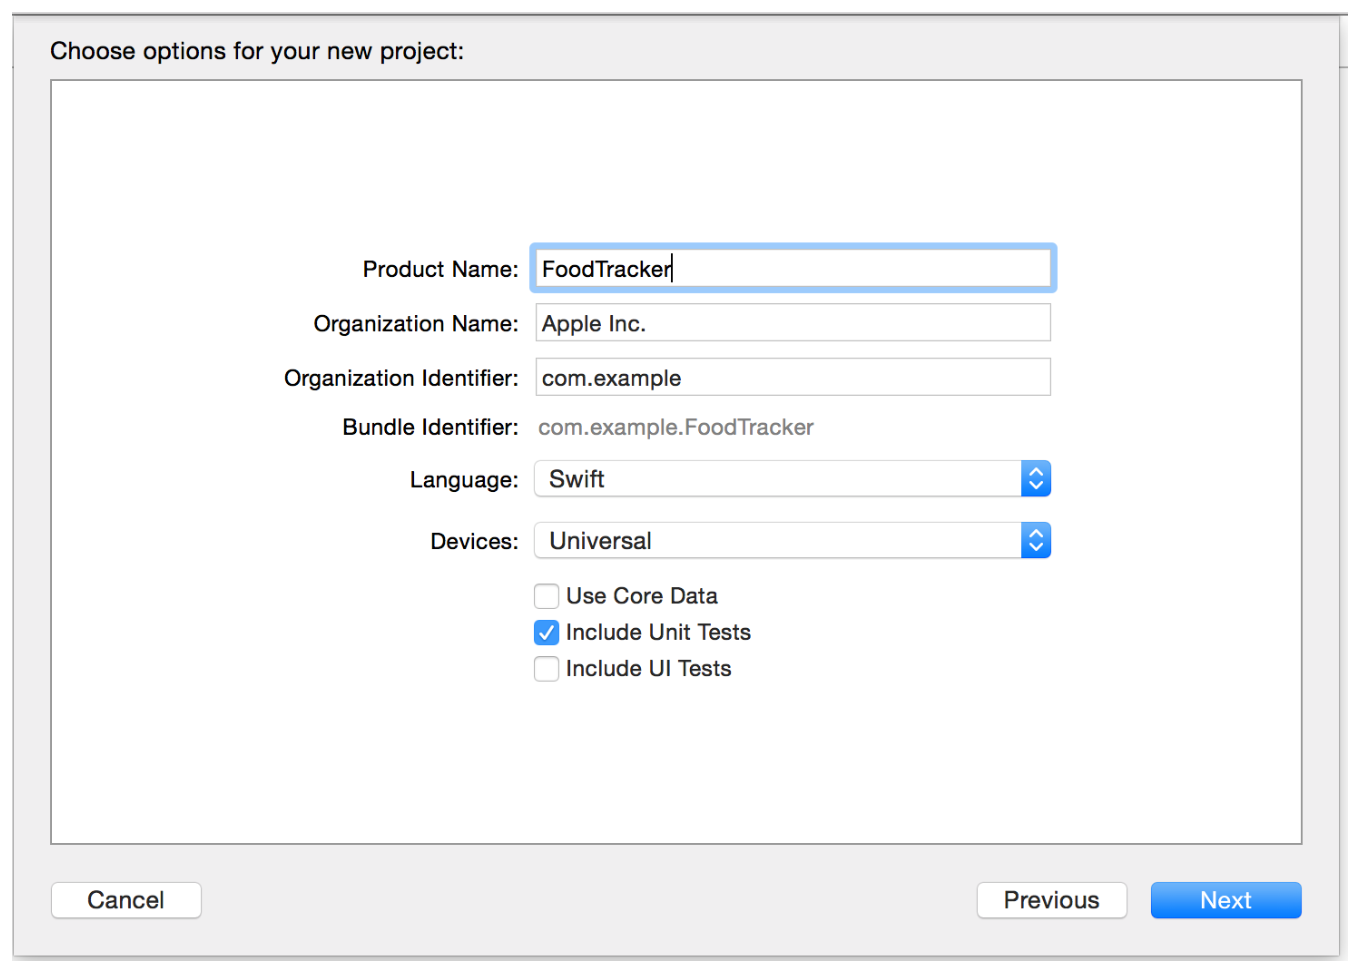 Choose options for your new project:
Product Name: FoodTracker
Organization Name: Apple Inc.
Organization Identifier: com.example
Bundle Identifier: com.example.FoodTracker
Language: Swift
Devices: Universal
Use Core Data
Include Unit Tests
Include UI Tests
Cancel Previous Next